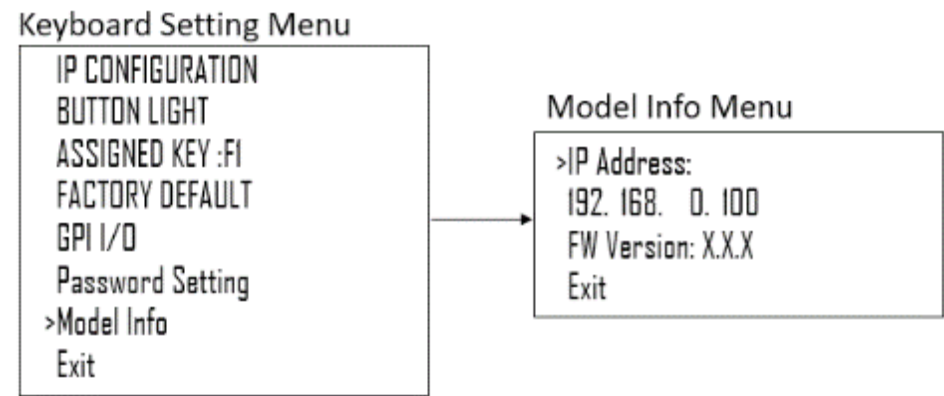 Keyboard Setting Menu
IP CONFIGURATION
BUTTON LIGHT
ASSIGNED KEY :F1
FACTORY DEFAULT
GPI I/O
Password Setting
>Model Info
Exit
Model Info Menu
>IP Address:
192. 168. 0. 100
FW Version: X.X.X
Exit